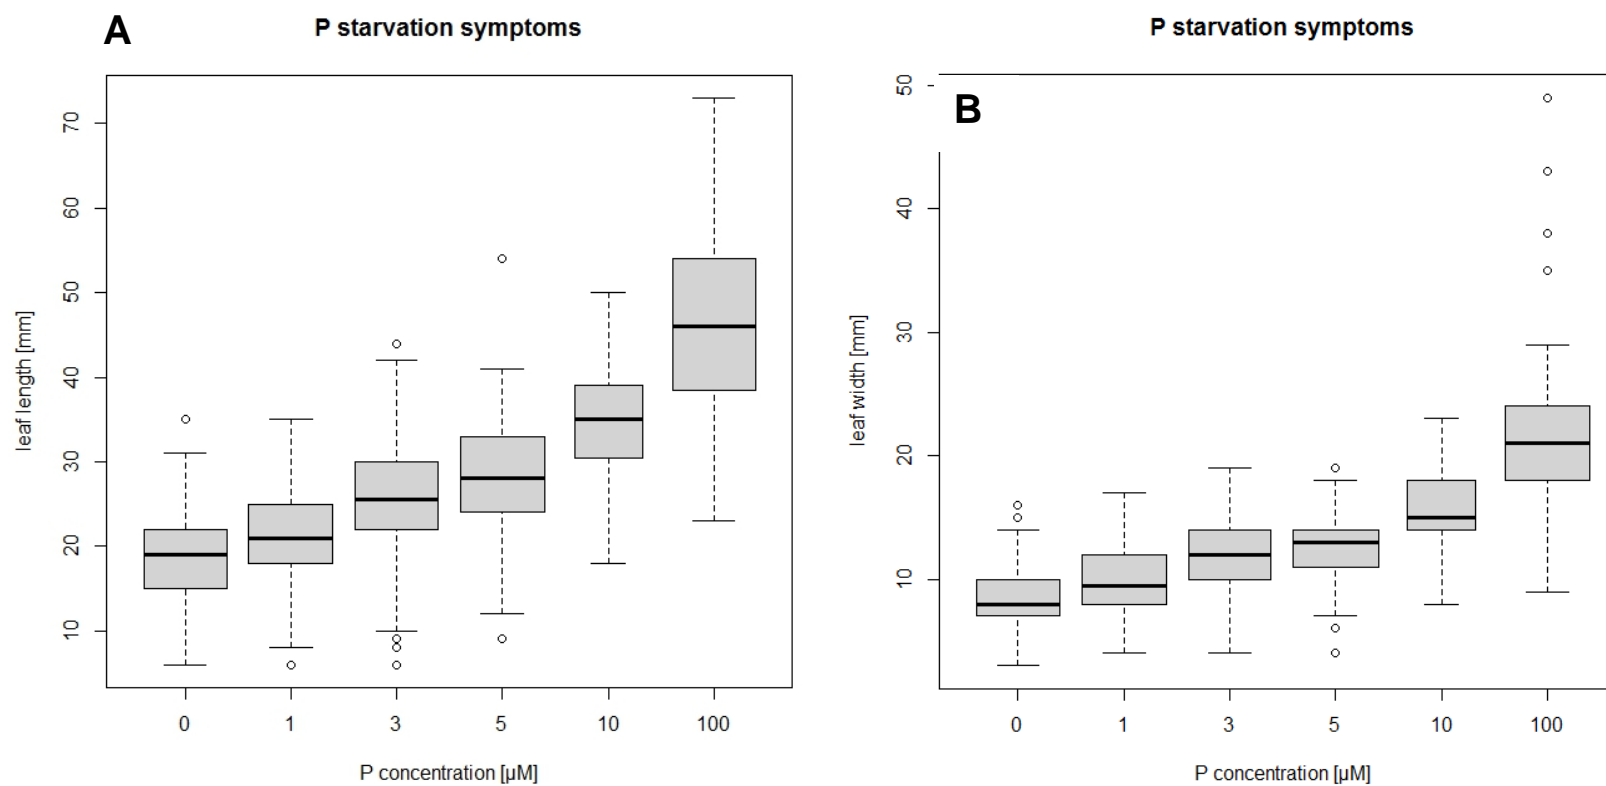 A
P starvation symptoms
leaf length [mm]
70
60
50
40
30
20
10
0 1 3 5 10 100
P concentration [µM]
P starvation symptoms
B
leaf width [mm]
50
40
30
20
10
0 1 3 5 10 100
P concentration [µM]